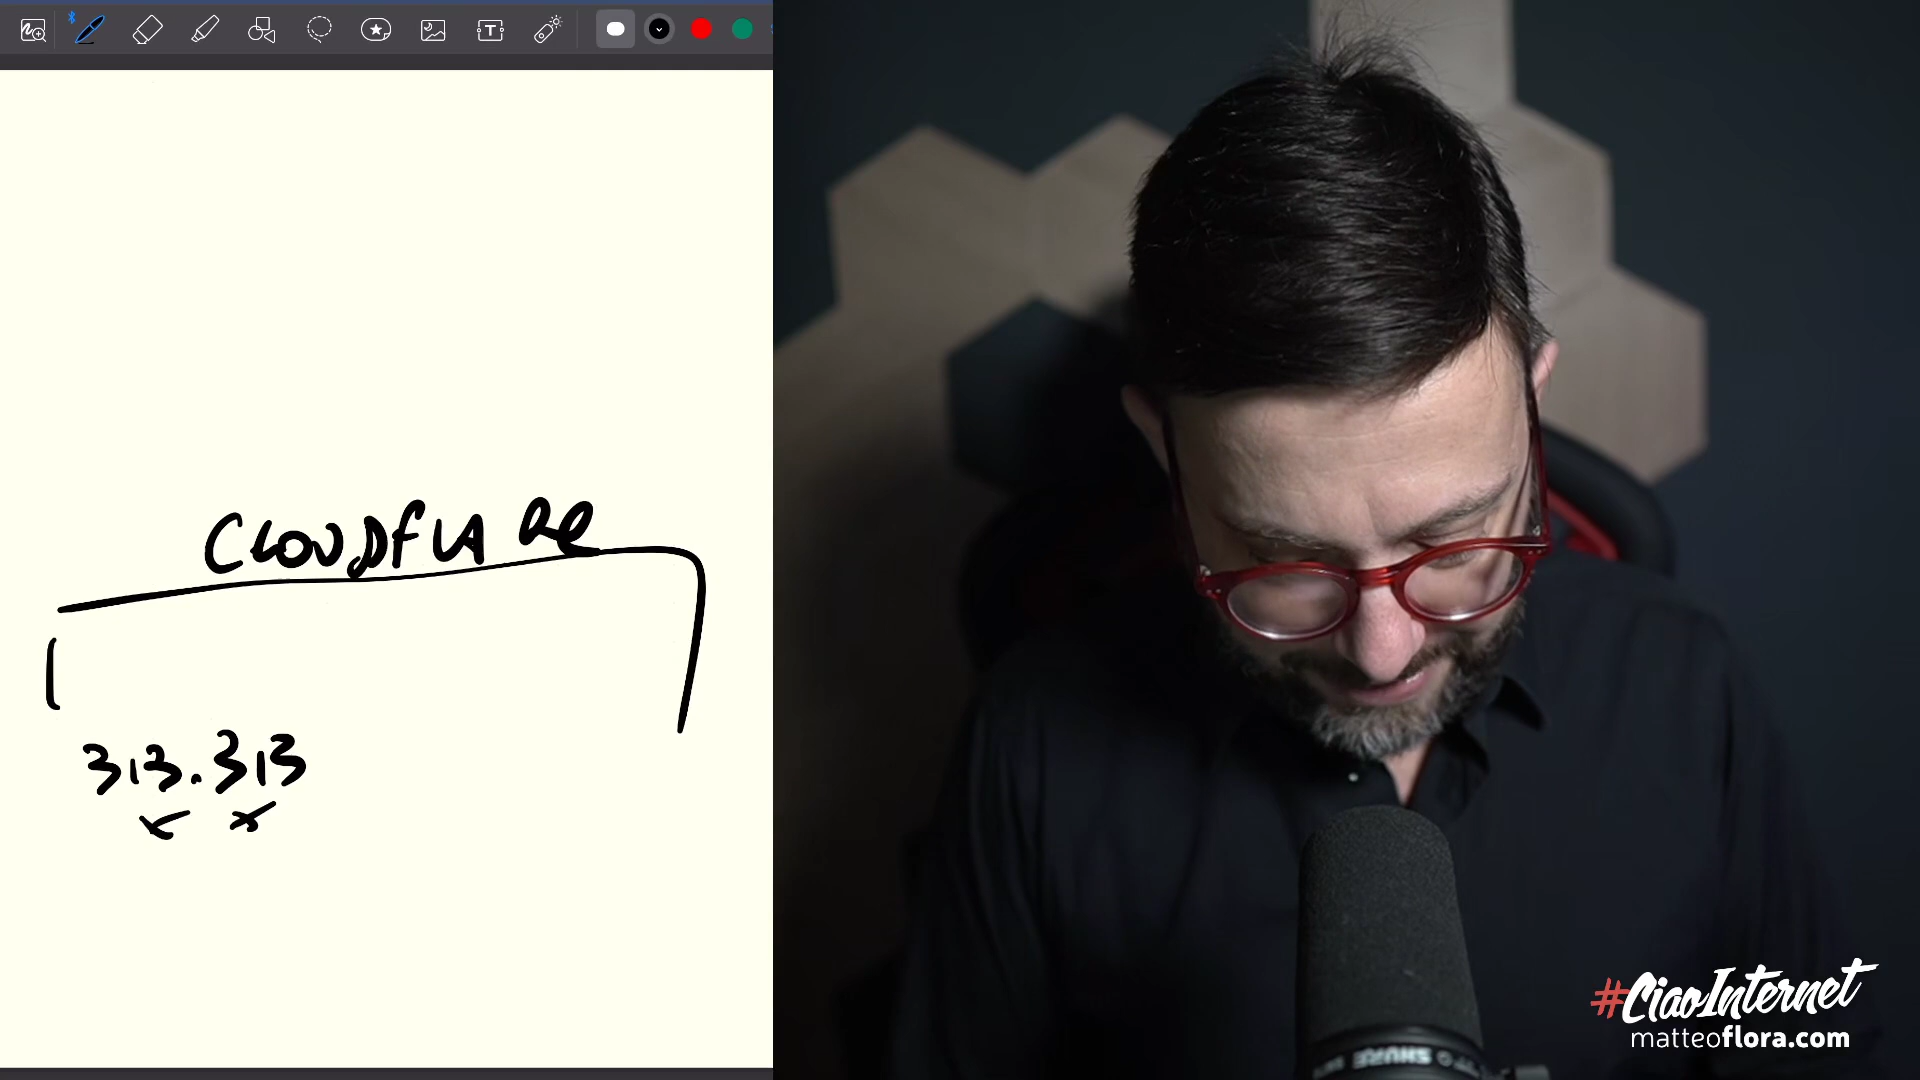 CLOUDFLARE
313.313
#CiaoInternet
matteoflora.com
SHURE